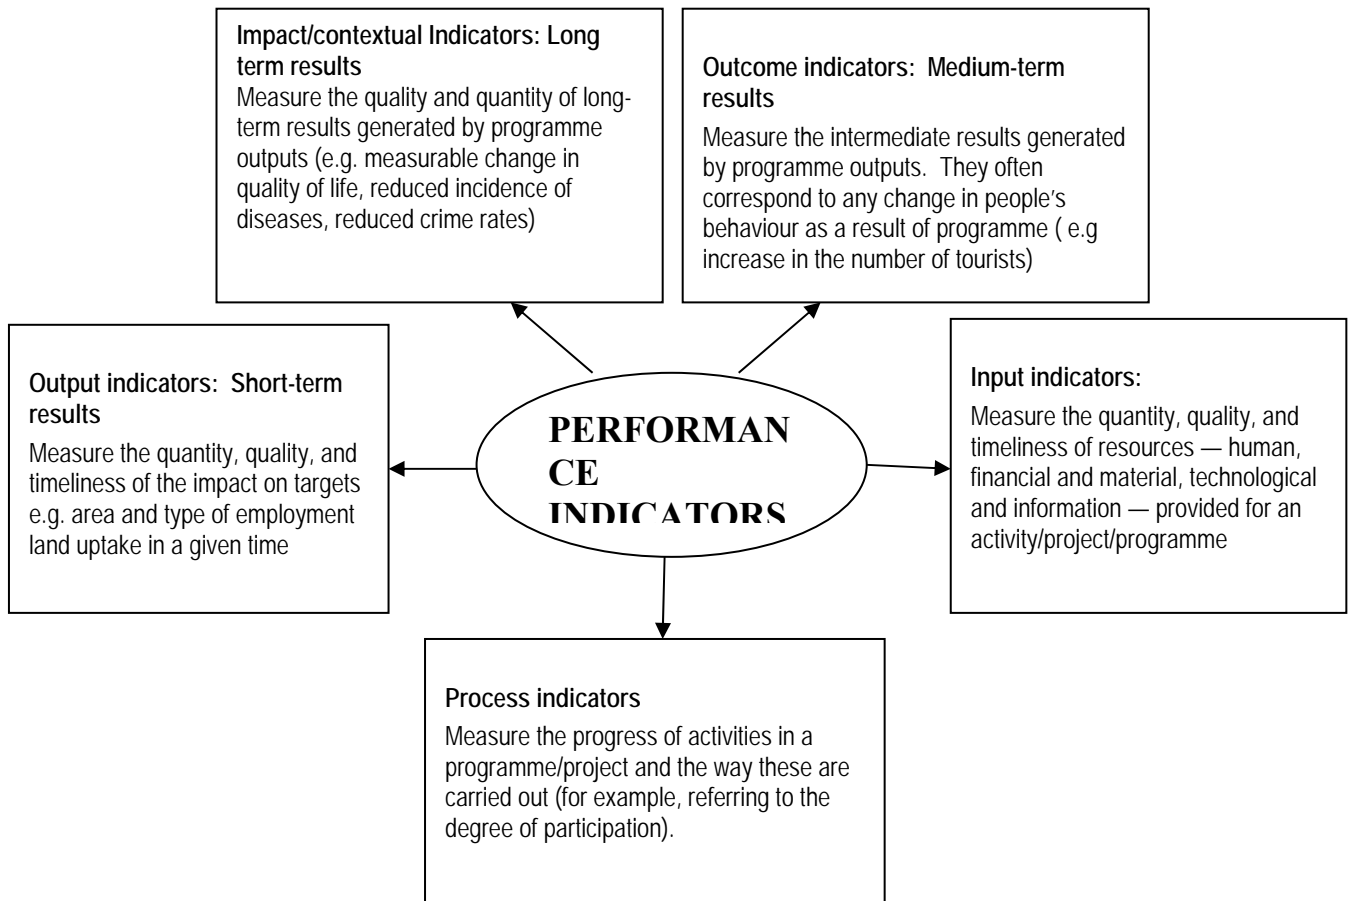 Impact/contextual Indicators: Long
term results
Measure the quality and quantity of long-
term results generated by programme
outputs (e.g. measurable change in
quality of life, reduced incidence of
diseases, reduced crime rates)
Outcome indicators:  Medium-term
results
Measure the intermediate results generated
by programme outputs.  They often
correspond to any change in people’s
behaviour as a result of programme ( e.g
increase in the number of tourists)
Output indicators:  Short-term
results
Measure the quantity, quality, and
timeliness of the impact on targets
e.g. area and type of employment
land uptake in a given time
PERFORMAN
CE
INDICATORS
Input indicators:
Measure the quantity, quality, and
timeliness of resources — human,
financial and material, technological
and information — provided for an
activity/project/programme
Process indicators
Measure the progress of activities in a
programme/project and the way these are
carried out (for example, referring to the
degree of participation).